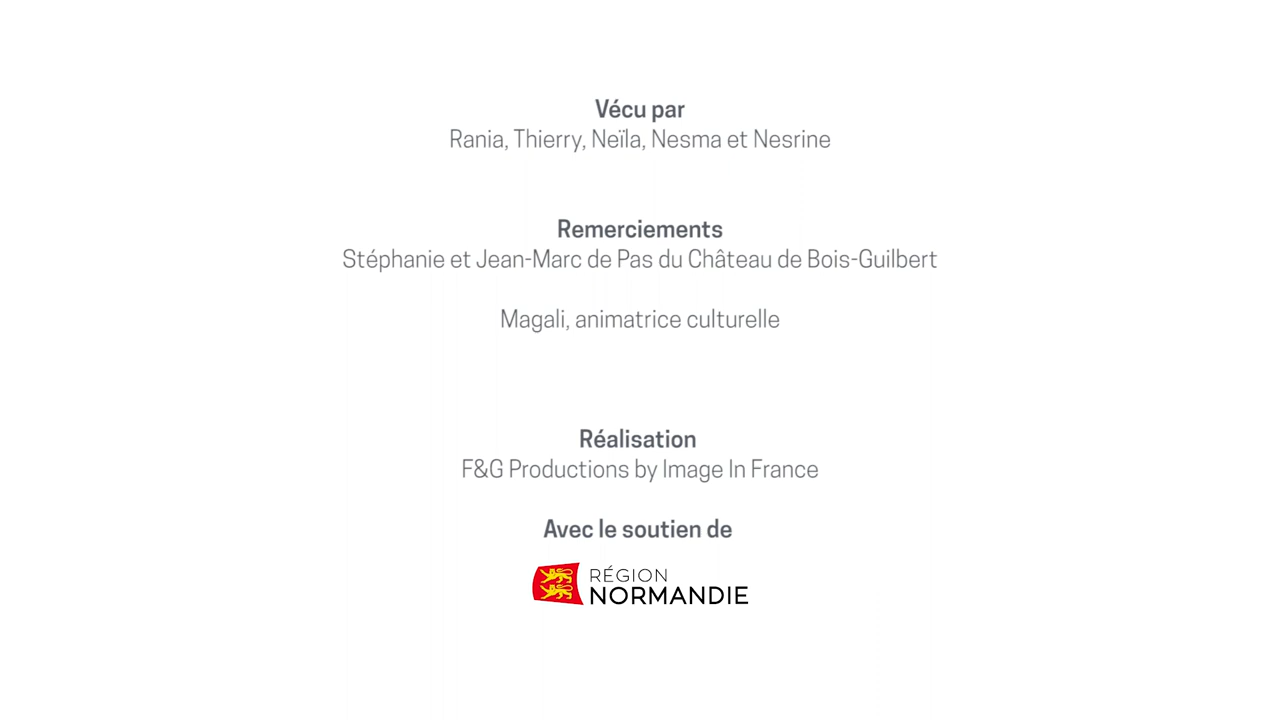 Vécu par
Rania, Thierry, Neïla, Nesma et Nesrine
Remerciements
Stéphanie et Jean-Marc de Pas du Château de Bois-Guilbert
Magali, animatrice culturelle
Réalisation
F&G Productions by Image In France
Avec le soutien de
RÉGION
NORMANDIE